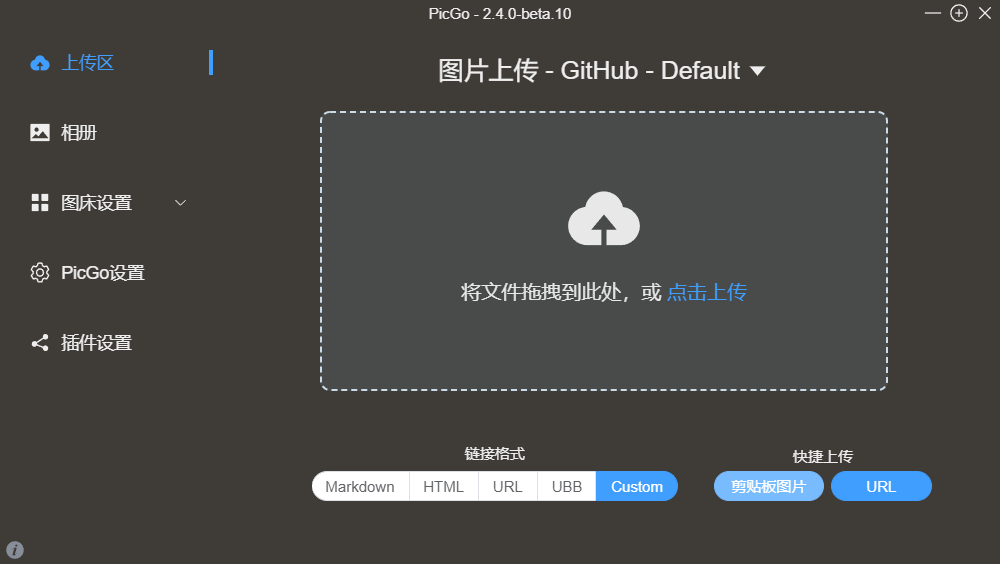 PicGo - 2.4.0-beta.10
上传区
相册
图床设置
PicGo设置
插件设置
图片上传 - GitHub - Default
将文件拖拽到此处，或 点击上传
链接格式
Markdown HTML URL UBB Custom
快捷上传
剪贴板图片 URL
i